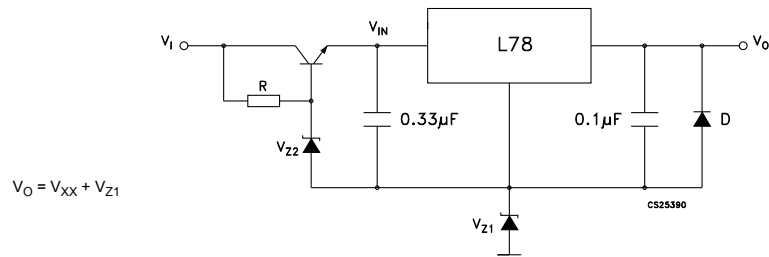 V_IN
V_I
L78
V_O
R
0.33μF
0.1μF
D
V_Z2
V_O = V_XX + V_Z1
CS25390
V_Z1